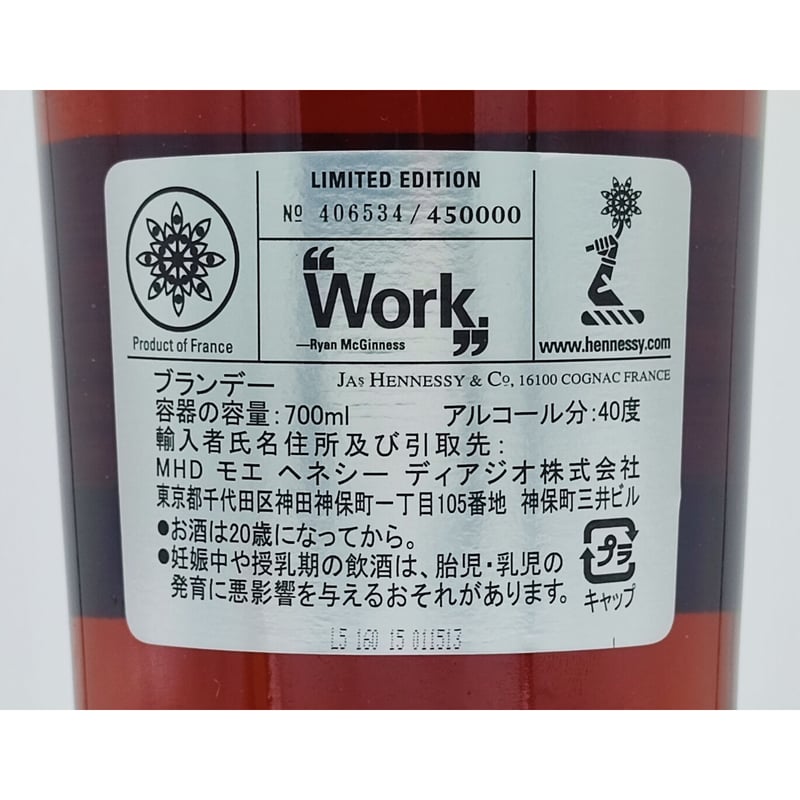 LIMITED EDITION
№ 406534/450000
“Work.”
—Ryan McGinness
Product of France
www.hennessy.com
JAS HENNESSY & Co, 16100 COGNAC FRANCE
ブランデー
容器の容量:700ml アルコール分:40度
輸入者氏名住所及び引取先:
MHD モエ ヘネシー ディアジオ株式会社
東京都千代田区神田神保町一丁目105番地 神保町三井ビル
●お酒は20歳になってから。
●妊娠中や授乳期の飲酒は、胎児・乳児の
発育に悪影響を与えるおそれがあります。
プラ
キャップ
L5 160 15 011513